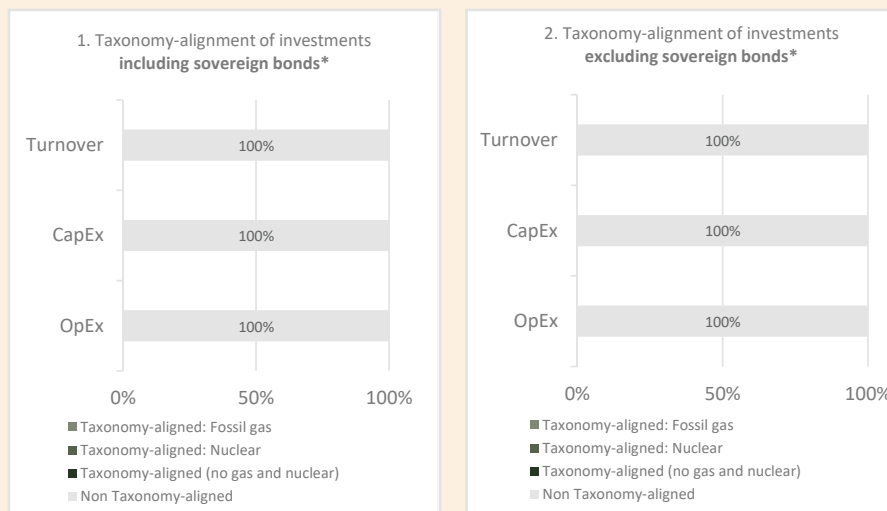 1. Taxonomy-alignment of investments
including sovereign bonds*
Turnover
100%
CapEx
100%
OpEx
100%
0%
50%
100%
Taxonomy-aligned: Fossil gas
Taxonomy-aligned: Nuclear
Taxonomy-aligned (no gas and nuclear)
Non Taxonomy-aligned
2. Taxonomy-alignment of investments
excluding sovereign bonds*
Turnover
100%
CapEx
100%
OpEx
100%
0%
50%
100%
Taxonomy-aligned: Fossil gas
Taxonomy-aligned: Nuclear
Taxonomy-aligned (no gas and nuclear)
Non Taxonomy-aligned